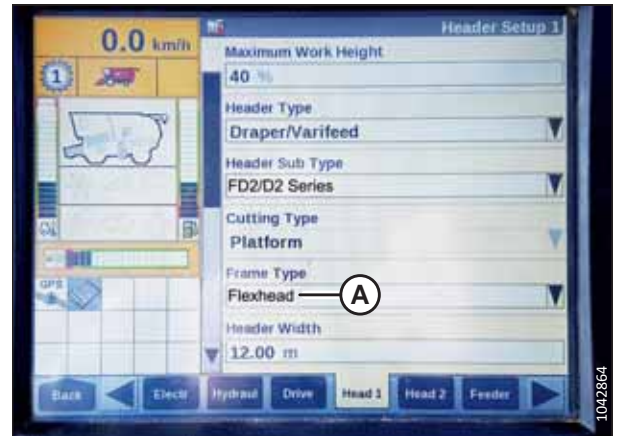 0.0 km/h
Header Setup 1
1
Maximum Work Height
40 %
Header Type
Draper/Varifeed
Header Sub Type
FD2/D2 Series
Cutting Type
Platform
Frame Type
Flexhead
A
Header Width
12.00 m
GPS
Back
Electr
Hydraul
Drive
Head 1
Head 2
Feeder
1042864